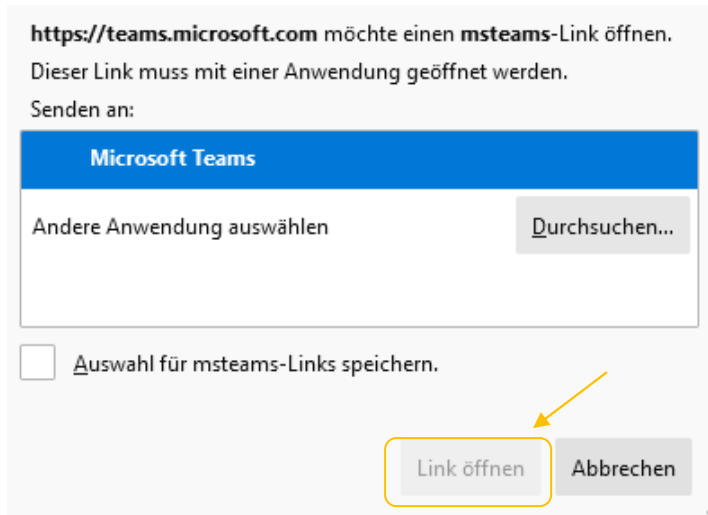 https://teams.microsoft.com möchte einen msteams-Link öffnen.
Dieser Link muss mit einer Anwendung geöffnet werden.
Senden an:
Microsoft Teams
Andere Anwendung auswählen
Durchsuchen...
Auswahl für msteams-Links speichern.
Link öffnen
Abbrechen